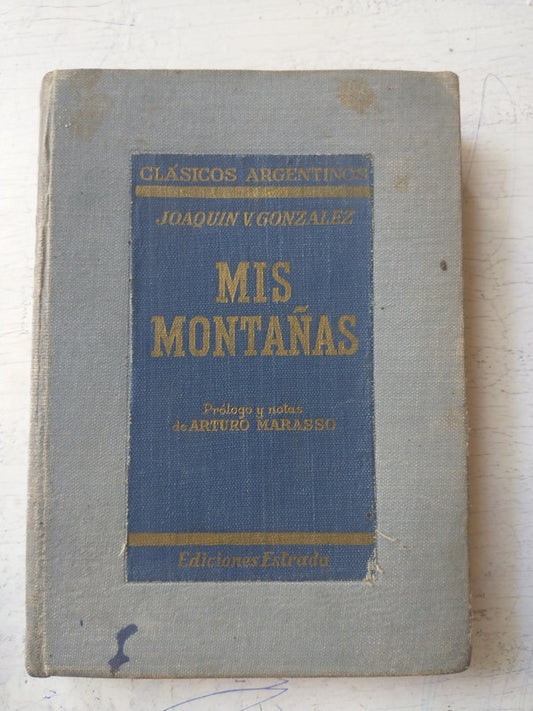 CLÁSICOS ARGENTINOS
JOAQUIN V. GONZALEZ
MIS
MONTAÑAS
Prólogo y notas
de ARTURO MARASSO
Ediciones Estrada